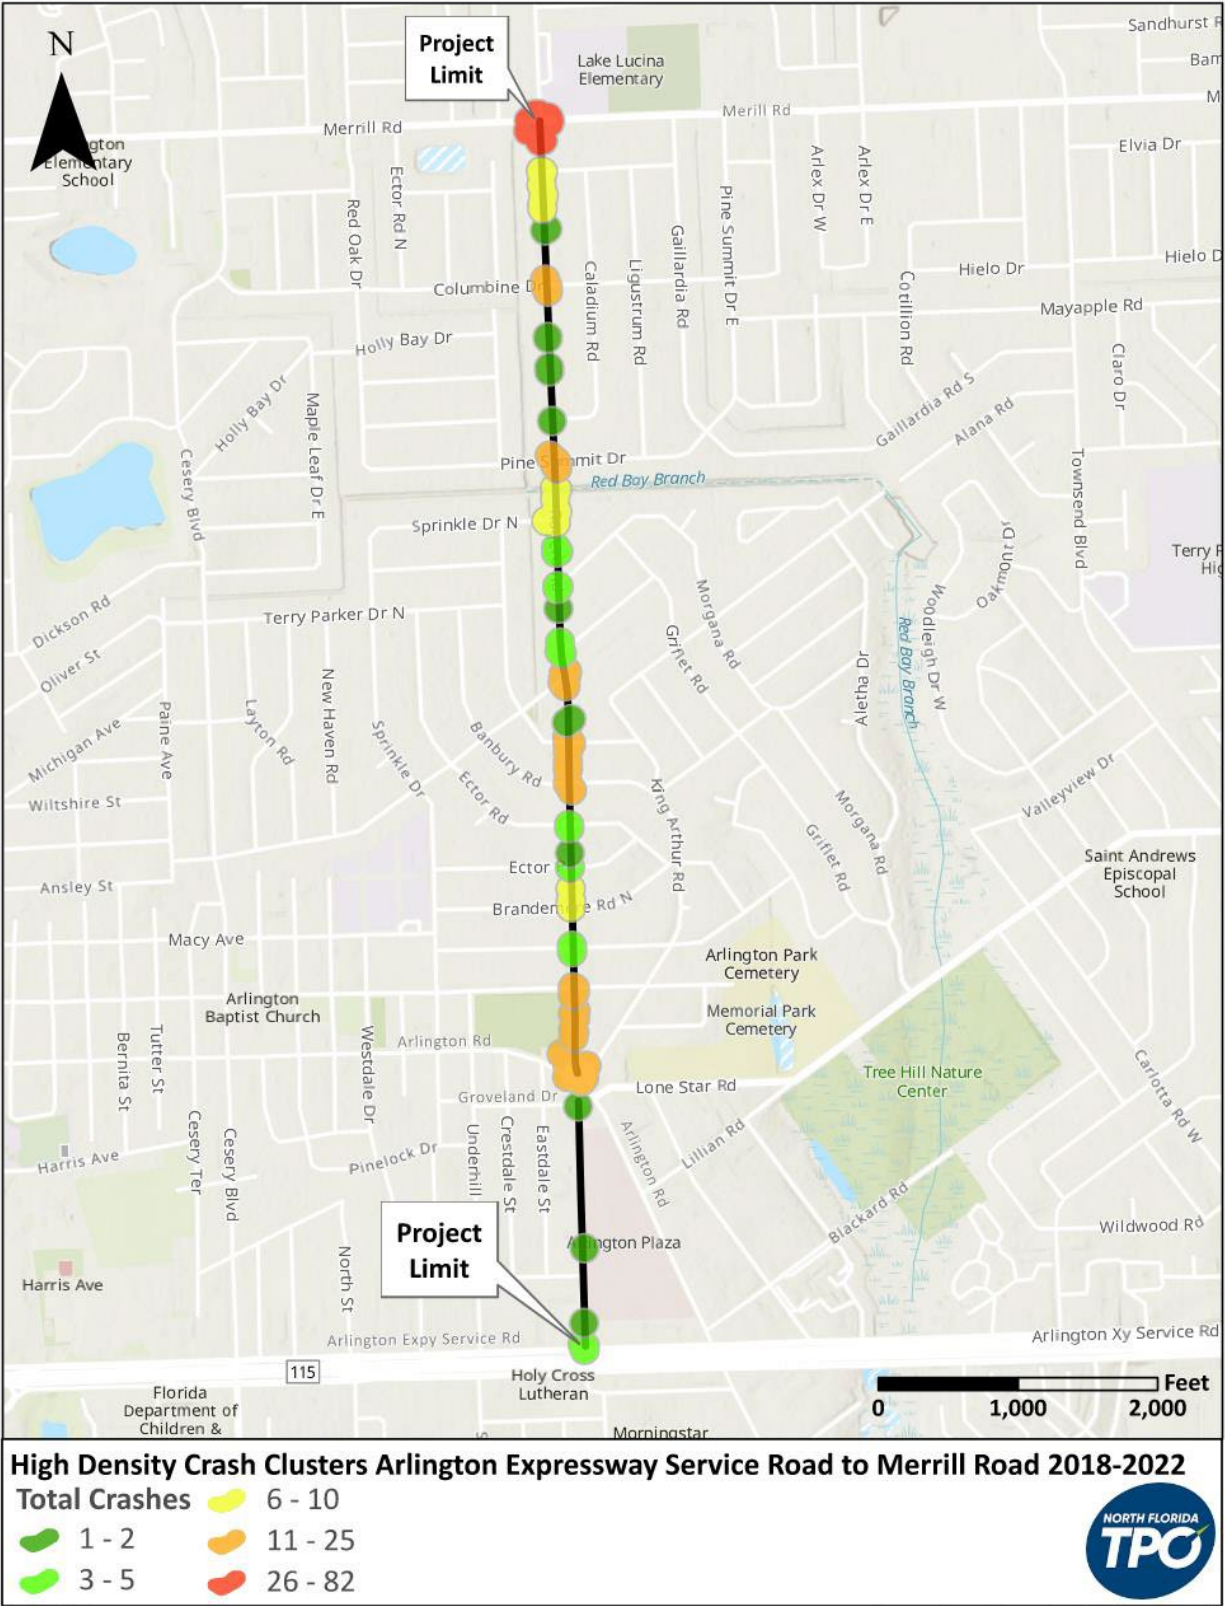 N
Project
Limit
Lake Lucina
Elementary
Sandhurst
Merrill Rd
Merill Rd
Elementary
School
Elvia Dr
Ector Rd N
Red Oak Dr
Arlex Dr W
Arlex Dr E
Pine Summit Dr E
Gaillardia Rd
Ligustrum Rd
Caladium Rd
Columbine D
Hielo Dr
Hielo D
Cotillion Rd
Mayapple Rd
Holly Bay Dr
Claro Dr
Holly Bay Dr
Maple Leaf Dr E
Gaillardia Rd S
Alana Rd
Cesery Blvd
Pine Summit Dr
Red Bay Branch
Townsend Blvd
Sprinkle Dr N
Oakmont Dr
Terry
Dickson Rd
Terry Parker Dr N
Morgana Rd
Griflet Rd
Woodleigh Dr W
Red Bay Branch
Aletha Dr
Oliver St
New Haven Rd
Michigan Ave
Paine Ave
Layton Rd
Sprinkle Dr
Banbury Rd
Ector Rd
Valleyview Dr
Wiltshire St
King Arthur Rd
Morgana Rd
Griflet Rd
Ector
Saint Andrews
Episcopal
School
Ansley St
Brandemere Rd N
Macy Ave
Arlington Park
Cemetery
Arlington
Baptist Church
Memorial Park
Cemetery
Bernita St
Tutter St
Westdale Dr
Arlington Rd
Tree Hill Nature
Center
Lone Star Rd
Carlotta Rd W
Groveland Dr
Cesery Ter
Cesery Blvd
Underhill
Crestdale St
Eastdale St
Arlington Rd
Lillian Rd
Harris Ave
Pinelock Dr
Blackard Rd
Project
Limit
Arlington Plaza
Wildwood Rd
Harris Ave
North St
Arlington Expy Service Rd
Arlington Xy Service Rd
115
Holy Cross
Lutheran
Florida
Department of
Children &
Morningstar
Feet
0 1,000 2,000
High Density Crash Clusters Arlington Expressway Service Road to Merrill Road 2018-2022
Total Crashes
1 - 2
3 - 5
6 - 10
11 - 25
26 - 82
NORTH FLORIDA
TPO